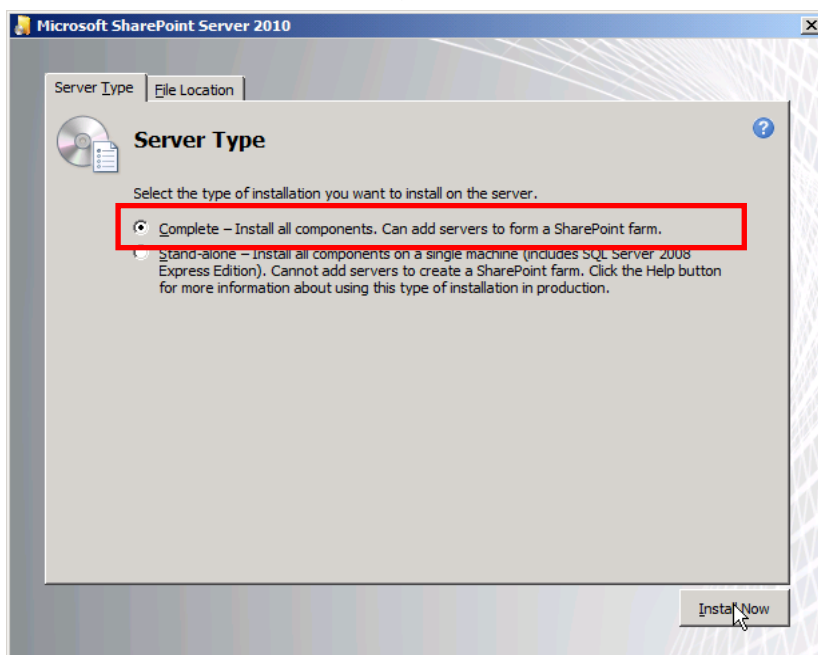 Microsoft SharePoint Server 2010
Server Type
File Location
Server Type
Select the type of installation you want to install on the server.
Complete – Install all components. Can add servers to form a SharePoint farm.
Stand-alone – Install all components on a single machine (includes SQL Server 2008
Express Edition). Cannot add servers to create a SharePoint farm. Click the Help button
for more information about using this type of installation in production.
Install Now